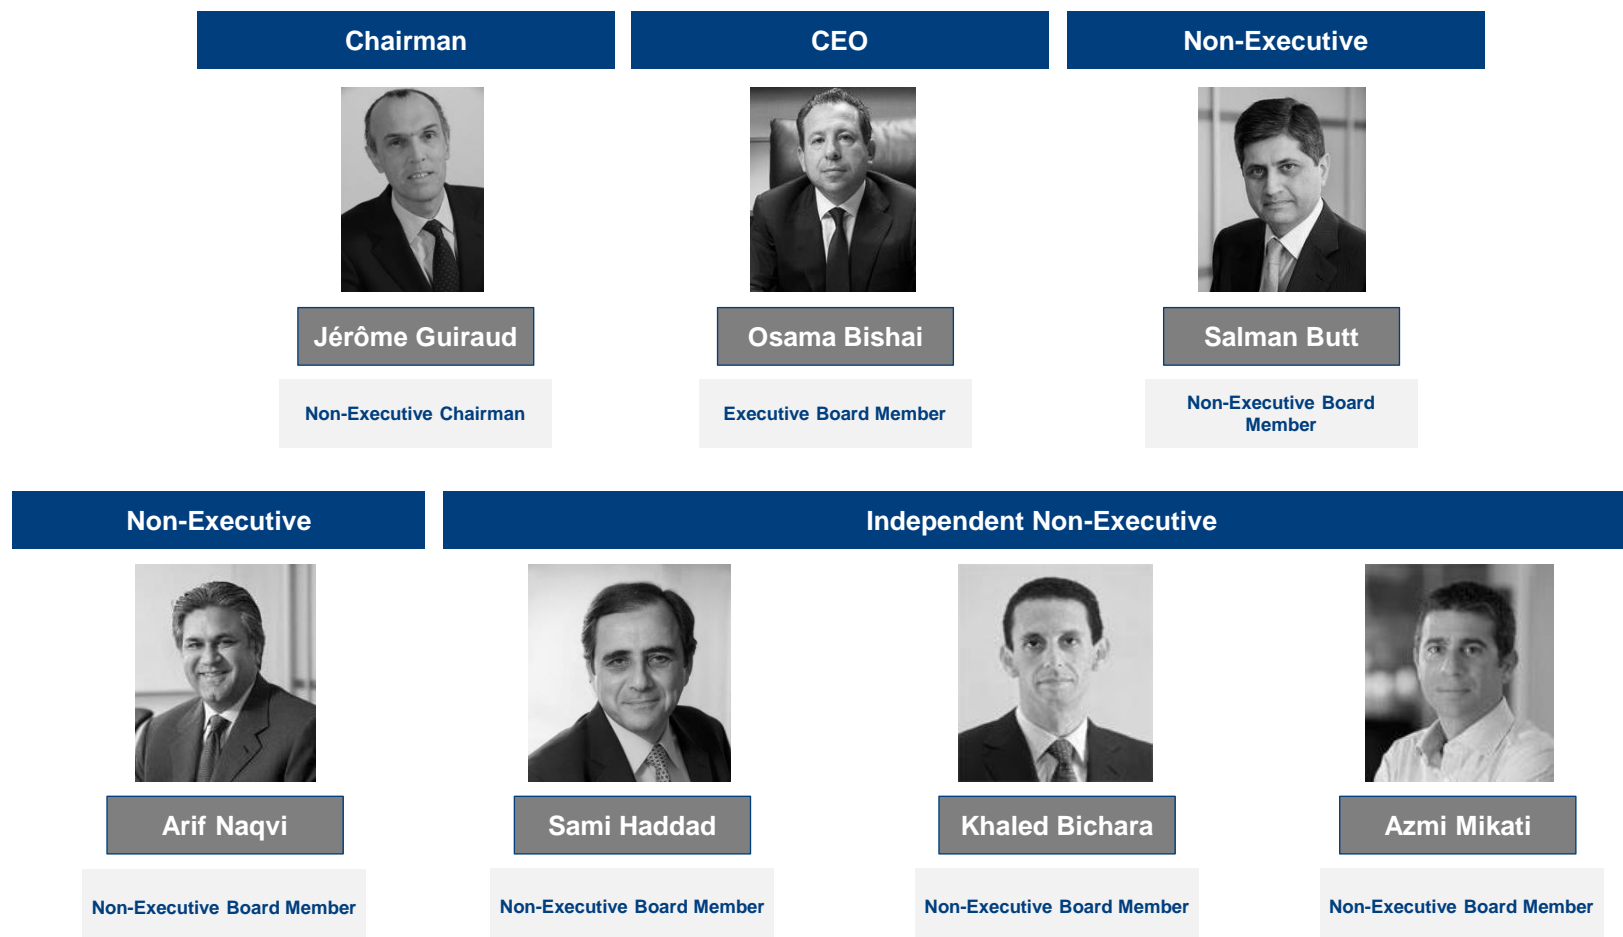 Chairman
CEO
Non-Executive
Jérôme Guiraud
Osama Bishai
Salman Butt
Non-Executive Chairman
Executive Board Member
Non-Executive Board
Member
Non-Executive
Independent Non-Executive
Arif Naqvi
Sami Haddad
Khaled Bichara
Azmi Mikati
Non-Executive Board Member
Non-Executive Board Member
Non-Executive Board Member
Non-Executive Board Member